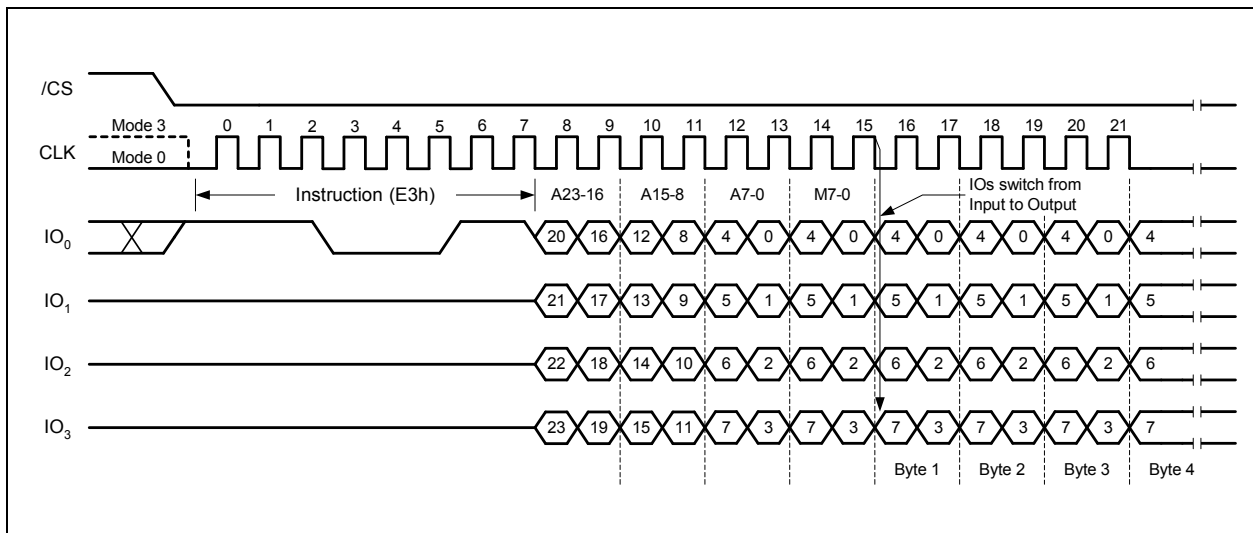 /CS
Mode 3 0 1 2 3 4 5 6 7 8 9 10 11 12 13 14 15 16 17 18 19 20 21
CLK Mode 0
Instruction (E3h) A23-16 A15-8 A7-0 M7-0 IOs switch from
Input to Output
IO0 20 16 12 8 4 0 4 0 4 0 4 0 4 0 4
IO1 21 17 13 9 5 1 5 1 5 1 5 1 5 1 5
IO2 22 18 14 10 6 2 6 2 6 2 6 2 6 2 6
IO3 23 19 15 11 7 3 7 3 7 3 7 3 7 3 7
Byte 1 Byte 2 Byte 3 Byte 4